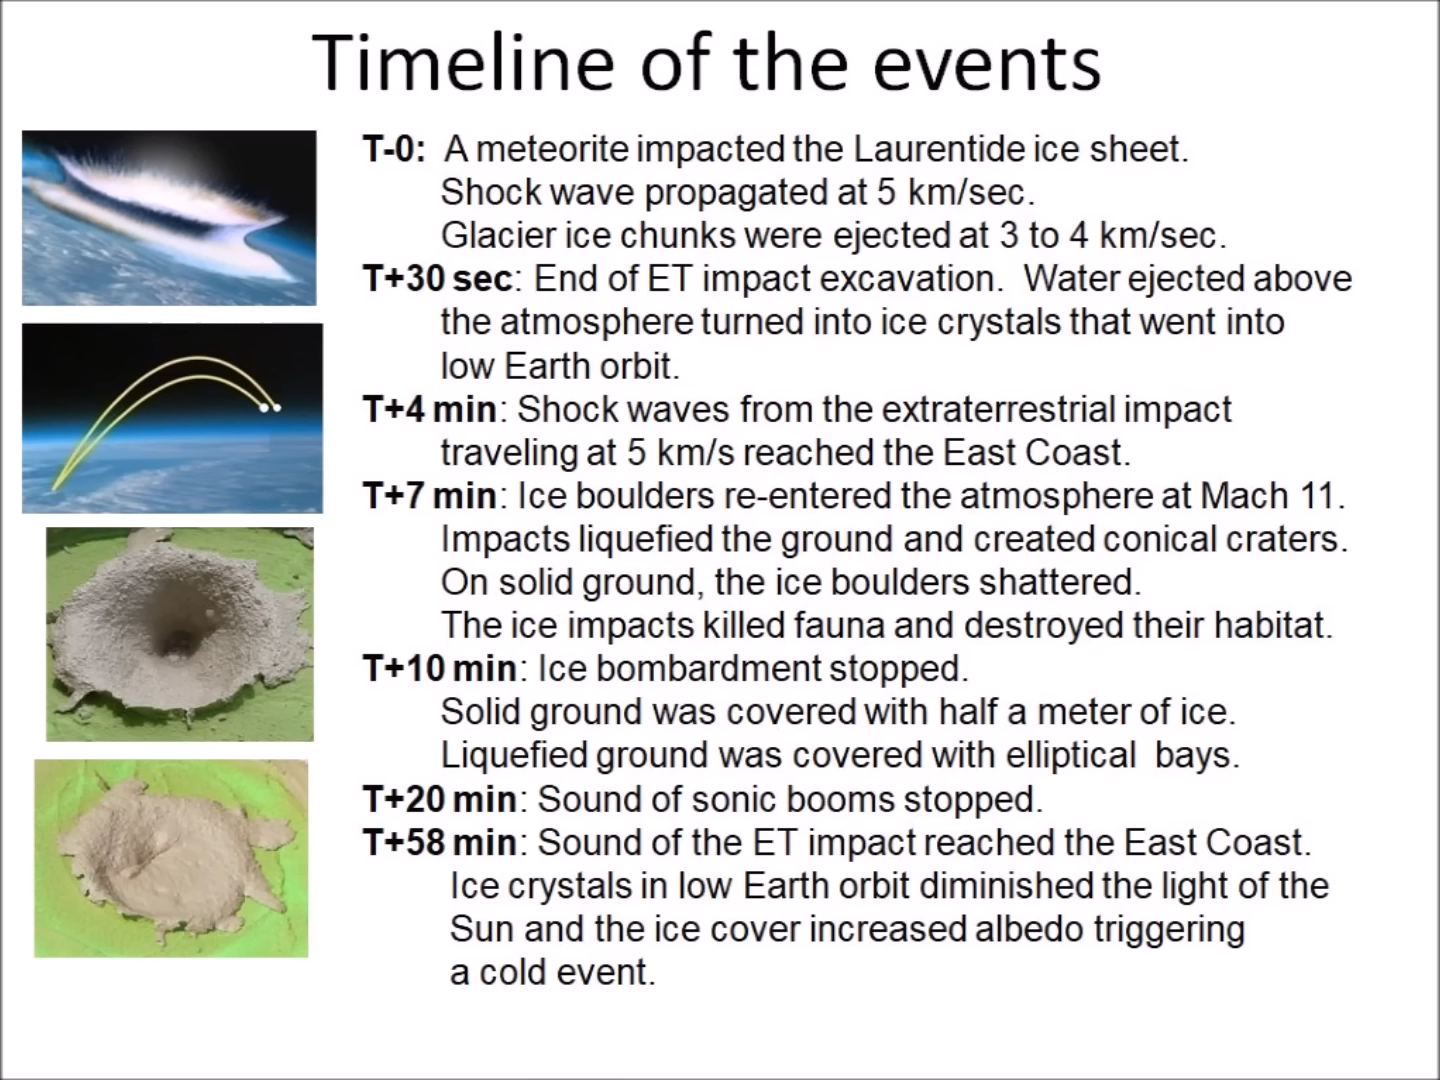 Timeline of the events
T-0: A meteorite impacted the Laurentide ice sheet.
Shock wave propagated at 5 km/sec.
Glacier ice chunks were ejected at 3 to 4 km/sec.
T+30 sec: End of ET impact excavation. Water ejected above
the atmosphere turned into ice crystals that went into
low Earth orbit.
T+4 min: Shock waves from the extraterrestrial impact
traveling at 5 km/s reached the East Coast.
T+7 min: Ice boulders re-entered the atmosphere at Mach 11.
Impacts liquefied the ground and created conical craters.
On solid ground, the ice boulders shattered.
The ice impacts killed fauna and destroyed their habitat.
T+10 min: Ice bombardment stopped.
Solid ground was covered with half a meter of ice.
Liquefied ground was covered with elliptical bays.
T+20 min: Sound of sonic booms stopped.
T+58 min: Sound of the ET impact reached the East Coast.
Ice crystals in low Earth orbit diminished the light of the
Sun and the ice cover increased albedo triggering
a cold event.